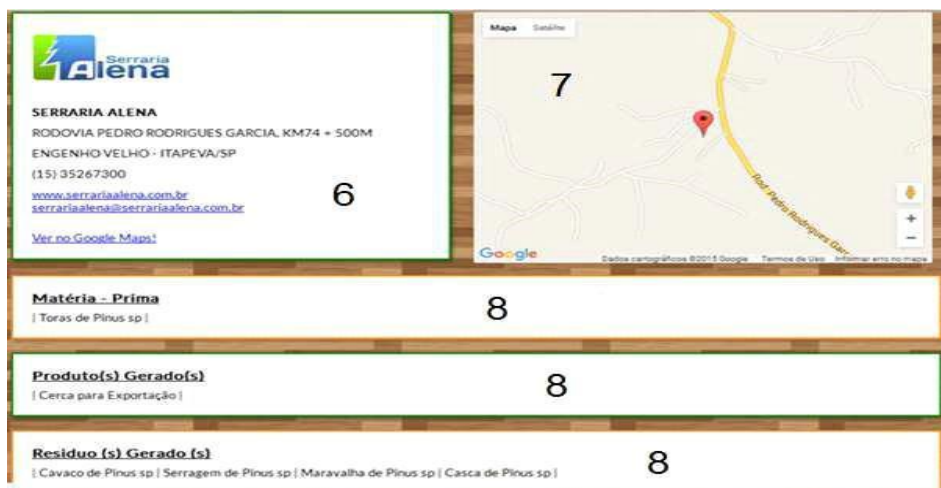 Serraria
Alena
SERRARIA ALENA
RODOVIA PEDRO RODRIGUES GARCIA, KM74 + 500M
ENGENHO VELHO - ITAPEVA/SP
(15) 35267300
www.serrariaalena.com.br
serrariaalena@serrariaalena.com.br
Ver no Google Maps!
6
Mapa Satélite
7
Rod. Pedro Rodrigues Garc
+
−
Google
Dados cartográficos ©2015 Google Termos de Uso Informar erro no mapa
Matéria - Prima
| Toras de Pinus sp |
8
Produto(s) Gerado(s)
| Cerca para Exportação |
8
Residuo (s) Gerado (s)
| Cavaco de Pinus sp | Serragem de Pinus sp | Maravalha de Pinus sp | Casca de Pinus sp |
8